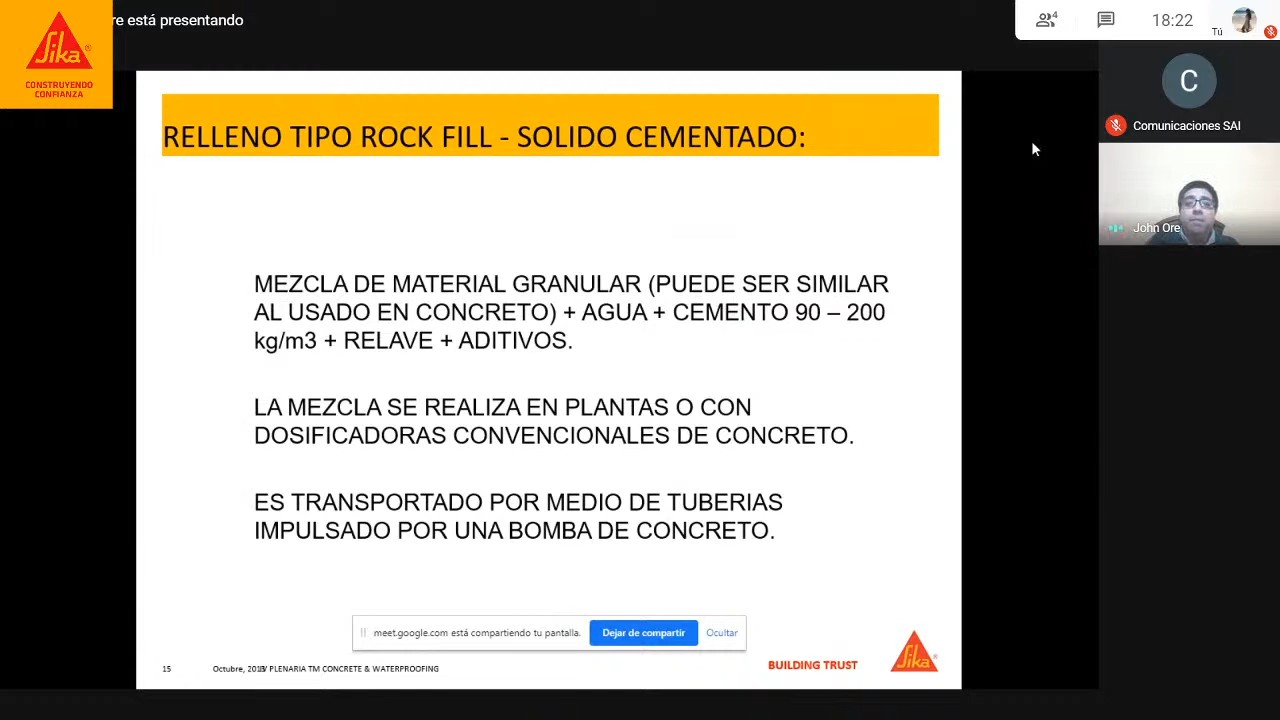 Sika
®
CONSTRUYENDO
CONFIANZA
re está presentando
4
18:22
Tú
C
Comunicaciones SAI
John Ore
RELLENO TIPO ROCK FILL - SOLIDO CEMENTADO:
MEZCLA DE MATERIAL GRANULAR (PUEDE SER SIMILAR
AL USADO EN CONCRETO) + AGUA + CEMENTO 90 – 200
kg/m3 + RELAVE + ADITIVOS.
LA MEZCLA SE REALIZA EN PLANTAS O CON
DOSIFICADORAS CONVENCIONALES DE CONCRETO.
ES TRANSPORTADO POR MEDIO DE TUBERIAS
IMPULSADO POR UNA BOMBA DE CONCRETO.
meet.google.com está compartiendo tu pantalla.
Dejar de compartir
Ocultar
15
Octubre, PLENARIA TM CONCRETE & WATERPROOFING
BUILDING TRUST
Sika
®